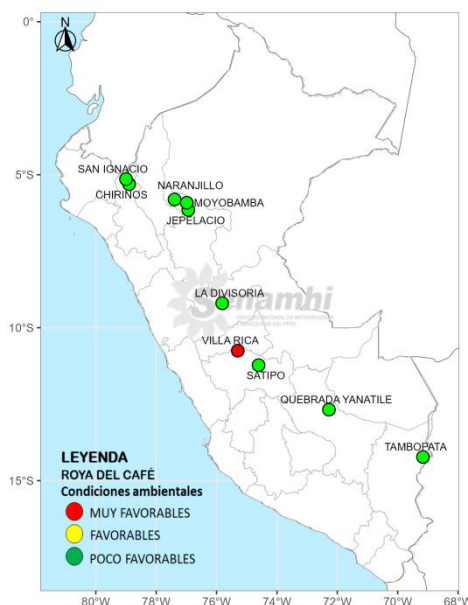 N
0°
SAN IGNACIO
CHIRINOS
NARANJILLO
MOYOBAMBA
JEPELACIO
5°S
LA DIVISORIA
Senamhi
10°S
VILLA RICA
SATIPO
QUEBRADA YANATILE
TAMBOPATA
15°S
LEYENDA
ROYA DEL CAFÉ
Condiciones ambientales
MUY FAVORABLES
FAVORABLES
POCO FAVORABLES
80°W 78°W 76°W 74°W 72°W 70°W 68°W